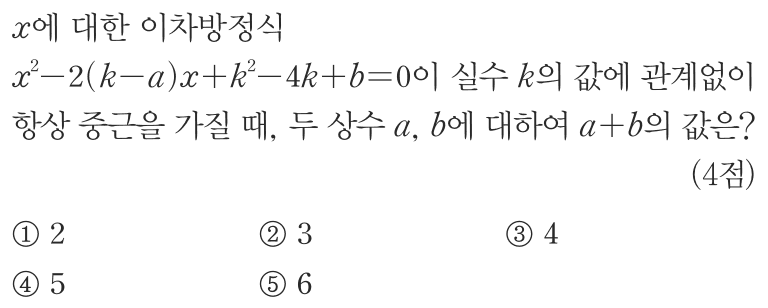 x에 대한 이차방정식
x²-2(k-a)x+k²-4k+b=0이 실수 k의 값에 관계없이
항상 중근을 가질 때, 두 상수 a, b에 대하여 a+b의 값은?
(4점)
① 2 ② 3 ③ 4
④ 5 ⑤ 6